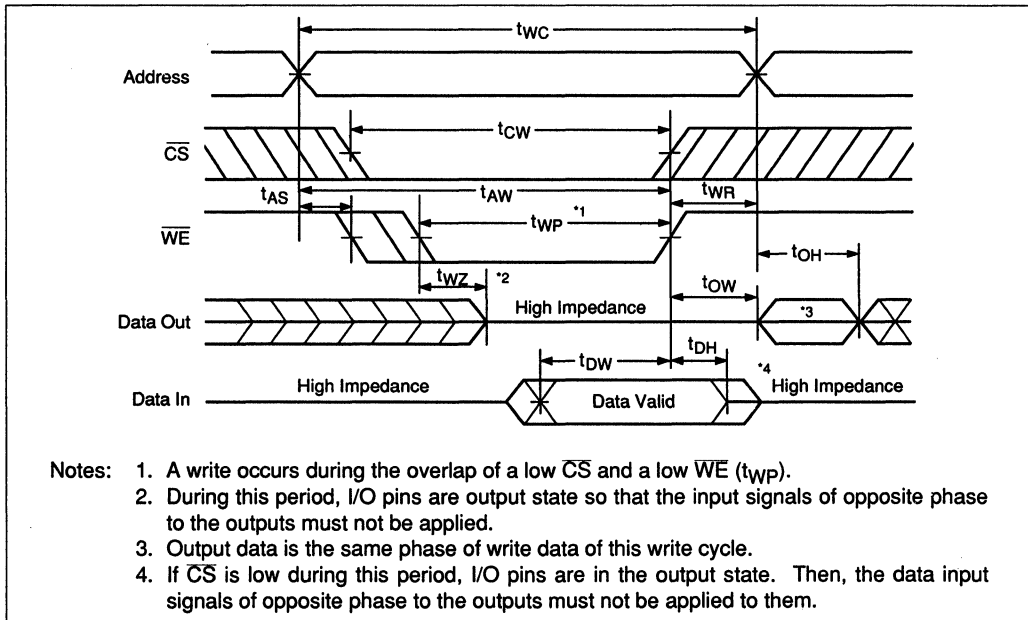 tWC
Address
tCW
C̅S̅
tAS
tAW
tWR
tWP *1
W̅E̅
tOH
tWZ *2
tOW
High Impedance
*3
Data Out
tDW
tDH
*4
High Impedance
High Impedance
Data In
Data Valid
Notes: 1. A write occurs during the overlap of a low C̅S̅ and a low W̅E̅ (tWP).
2. During this period, I/O pins are output state so that the input signals of opposite phase
to the outputs must not be applied.
3. Output data is the same phase of write data of this write cycle.
4. If C̅S̅ is low during this period, I/O pins are in the output state. Then, the data input
signals of opposite phase to the outputs must not be applied to them.